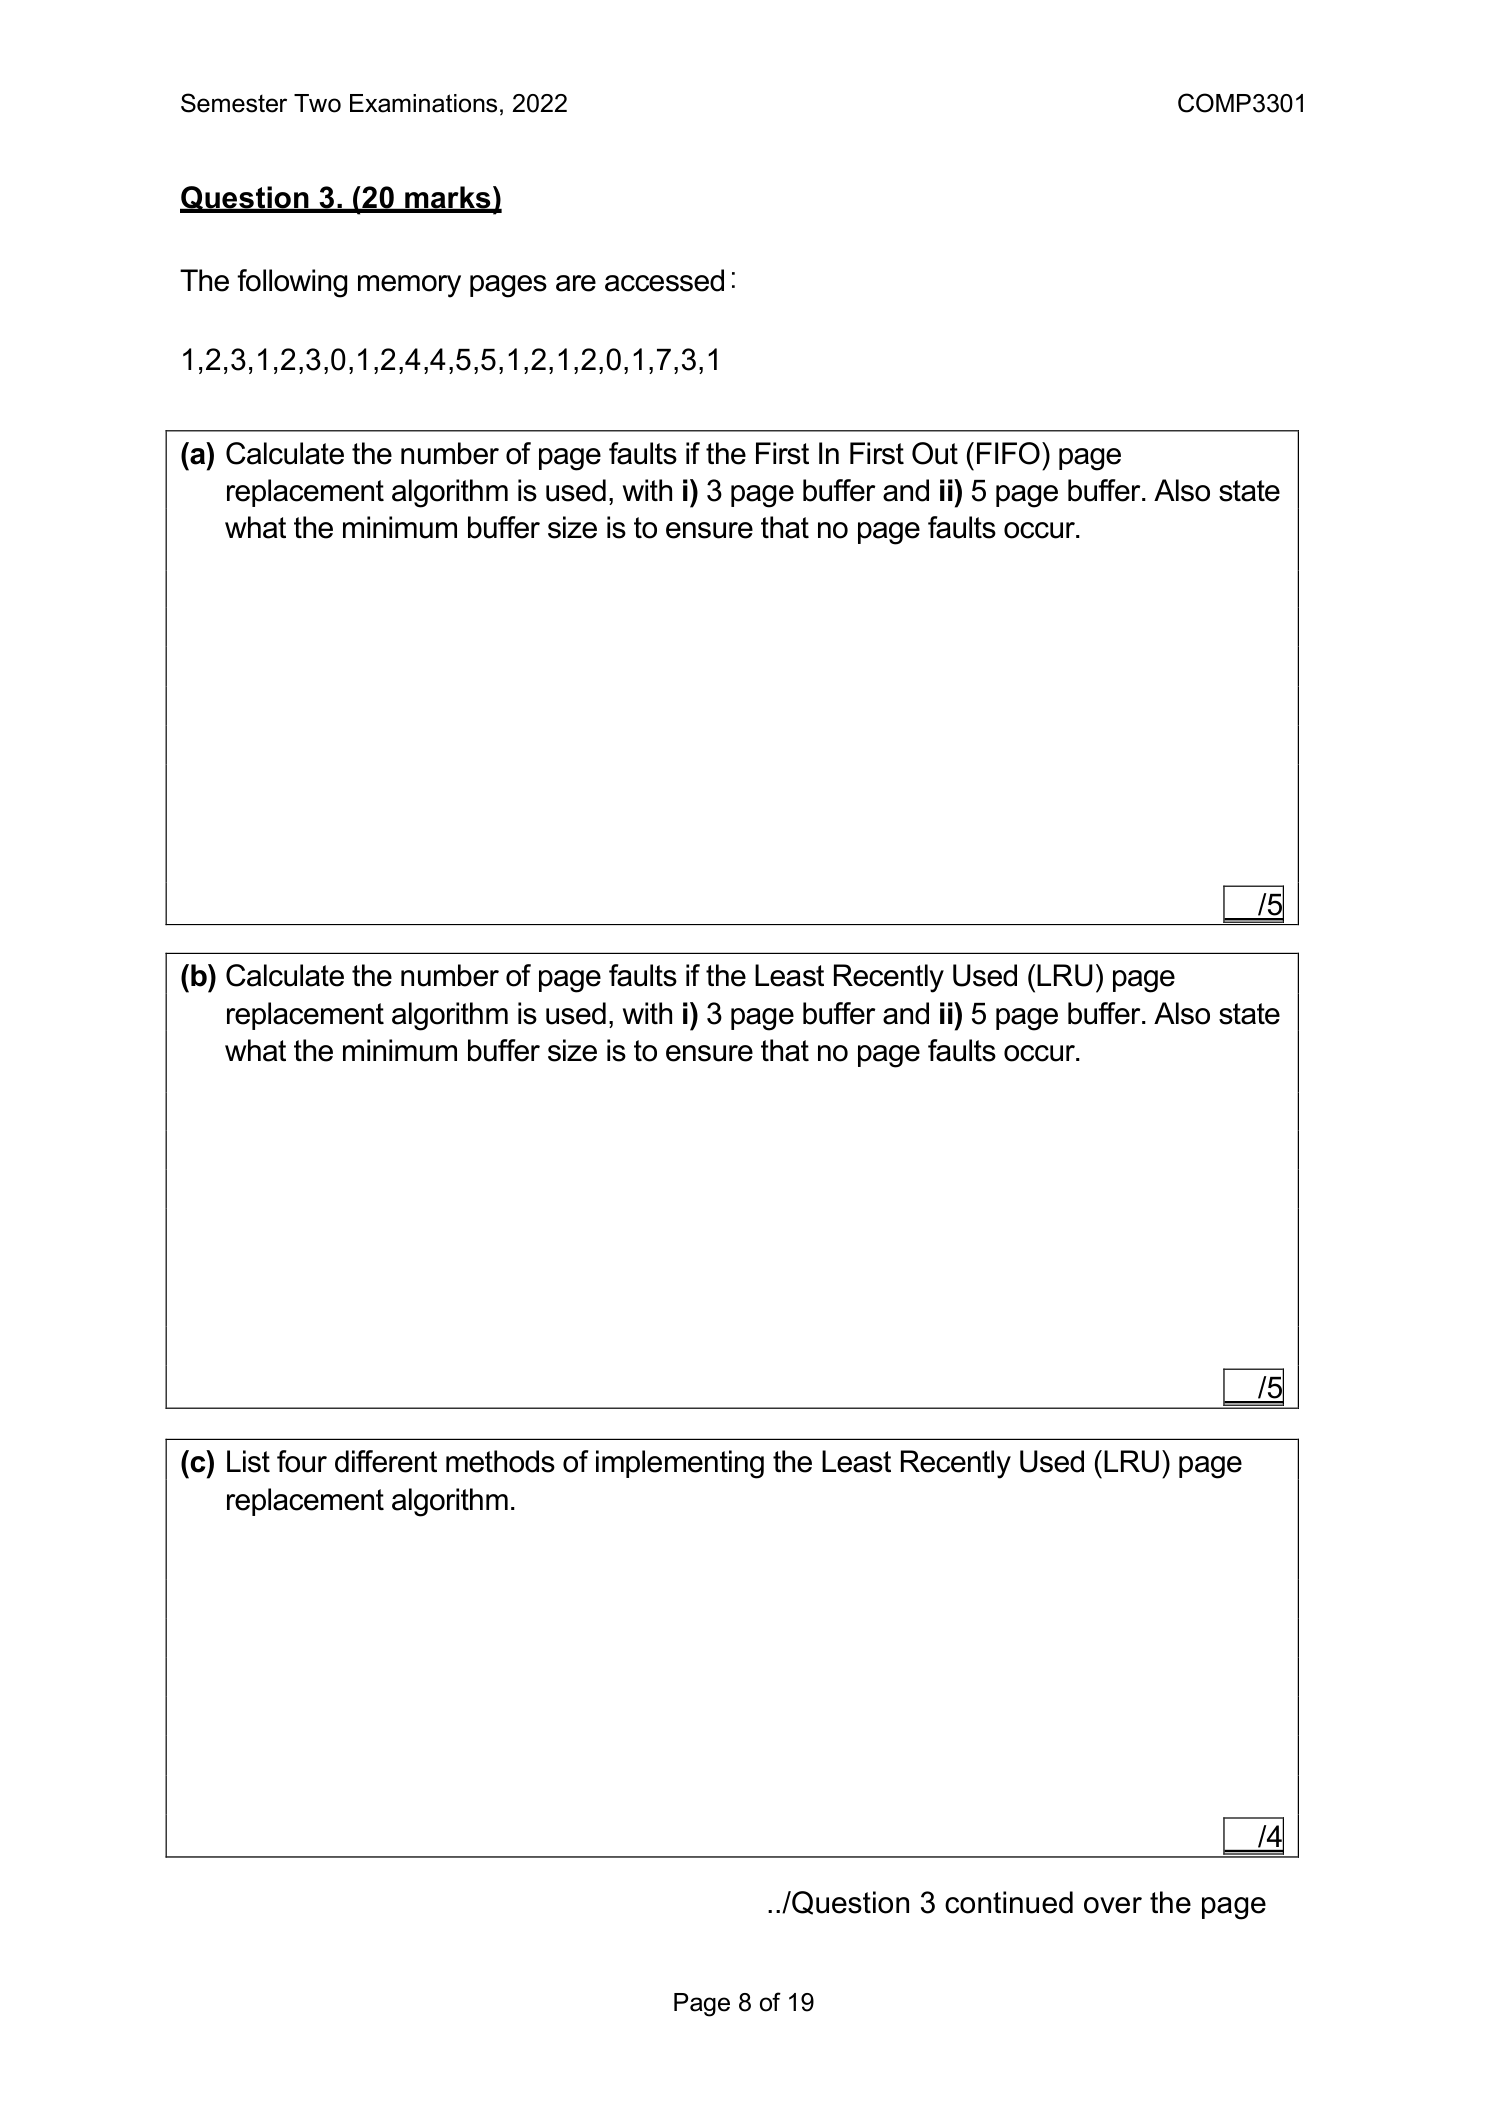 Semester Two Examinations, 2022 COMP3301
Question 3. (20 marks)
The following memory pages are accessed:
1,2,3,1,2,3,0,1,2,4,4,5,5,1,2,1,2,0,1,7,3,1
(a) Calculate the number of page faults if the First In First Out (FIFO) page
replacement algorithm is used, with i) 3 page buffer and ii) 5 page buffer. Also state
what the minimum buffer size is to ensure that no page faults occur.
/5
(b) Calculate the number of page faults if the Least Recently Used (LRU) page
replacement algorithm is used, with i) 3 page buffer and ii) 5 page buffer. Also state
what the minimum buffer size is to ensure that no page faults occur.
/5
(c) List four different methods of implementing the Least Recently Used (LRU) page
replacement algorithm.
/4
../Question 3 continued over the page
Page 8 of 19